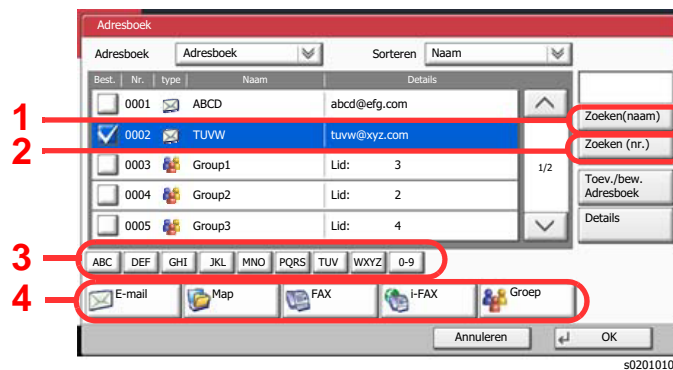 Adresboek
Adresboek Adresboek Sorteren Naam
Best. Nr. type Naam Details
0001 ABCD abcd@efg.com
1 Zoeken(naam)
0002 TUVW tuvw@xyz.com
2 Zoeken (nr.)
0003 Group1 Lid: 3 1/2
Toev./bew.
Adresboek
0004 Group2 Lid: 2
0005 Group3 Lid: 4 Details
3 ABC DEF GHI JKL MNO PQRS TUV WXYZ 0-9
4 E-mail Map FAX i-FAX Groep
Annuleren OK
s0201010